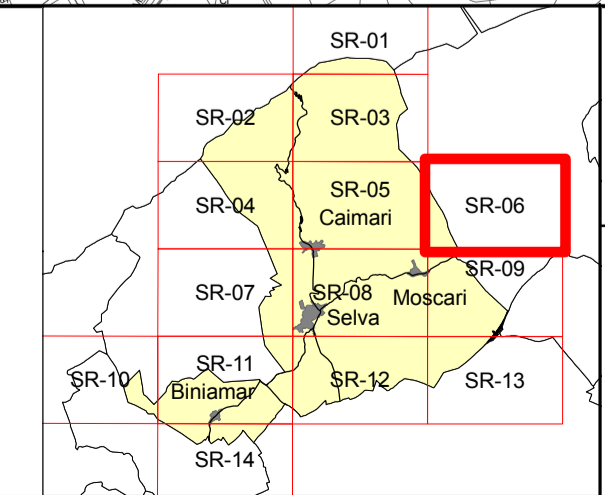 SR-01
SR-02
SR-03
SR-04
SR-05
Caimari
SR-06
SR-07
SR-08
Selva
Moscari
SR-09
SR-10
SR-11
Biniamar
SR-12
SR-13
SR-14